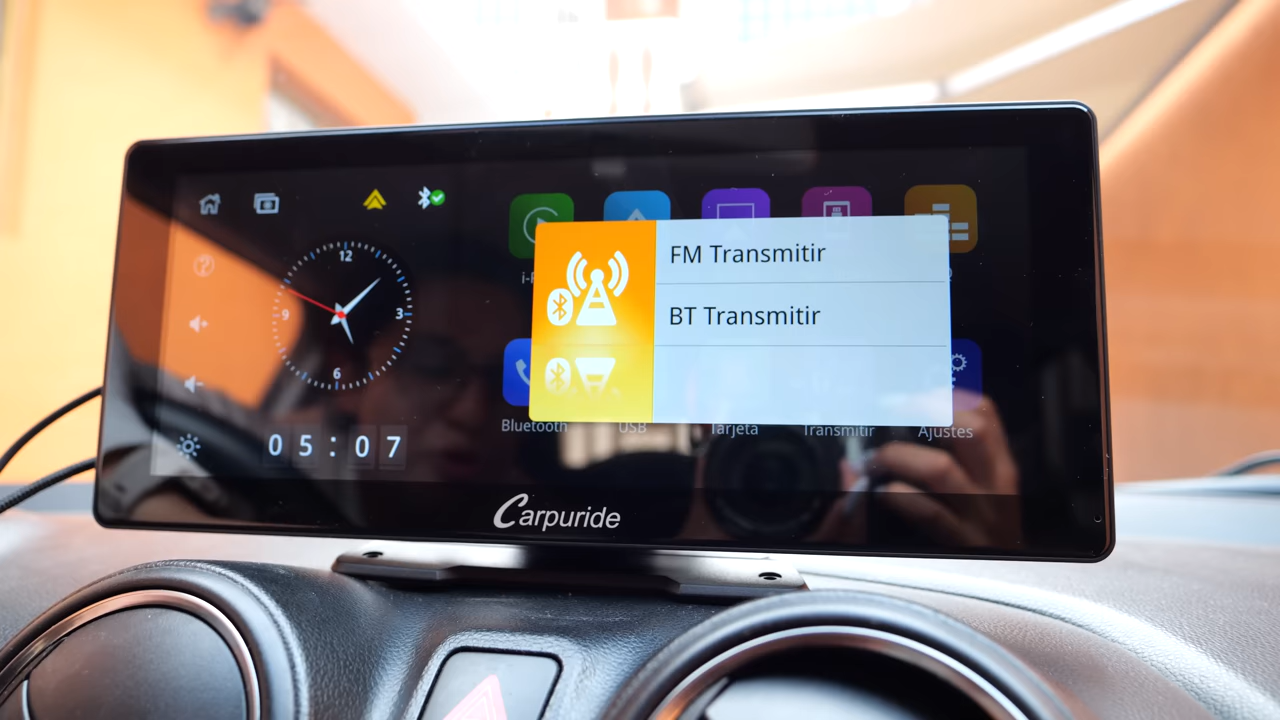 12
9
3
6
05:07
FM Transmitir
BT Transmitir
Bluetooth
USB
Tarjeta
Transmitir
Ajustes
Carpuride